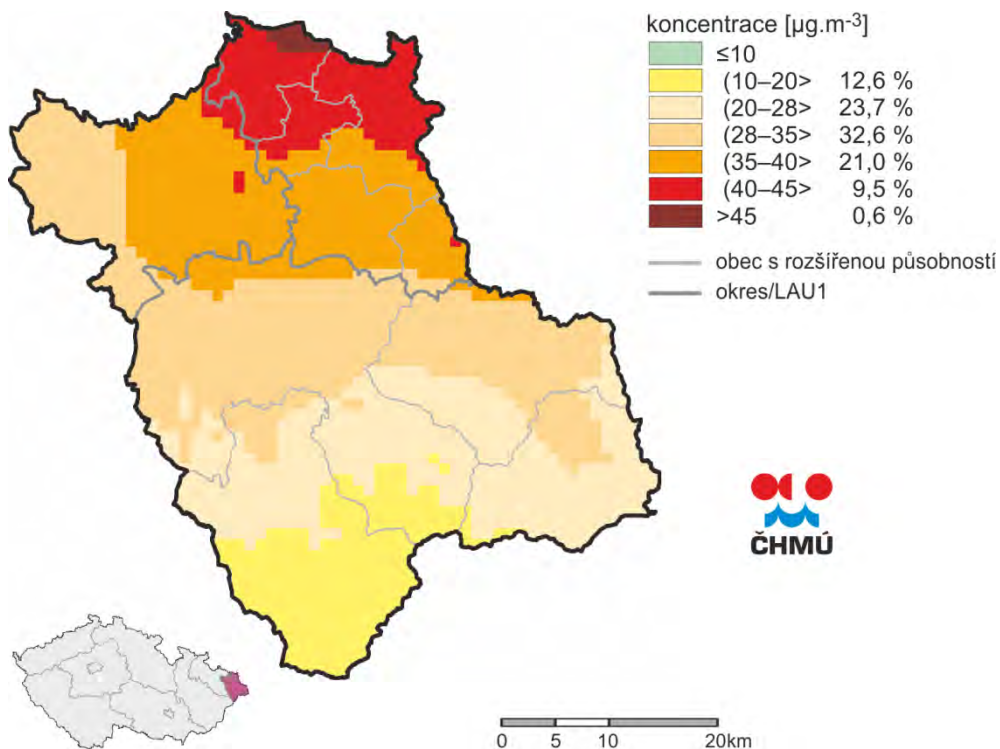 koncentrace [µg.m-3]
≤10
(10–20> 12,6 %
(20–28> 23,7 %
(28–35> 32,6 %
(35–40> 21,0 %
(40–45> 9,5 %
>45 0,6 %
obec s rozšířenou působností
okres/LAU1
ČHMÚ
0 5 10 20km